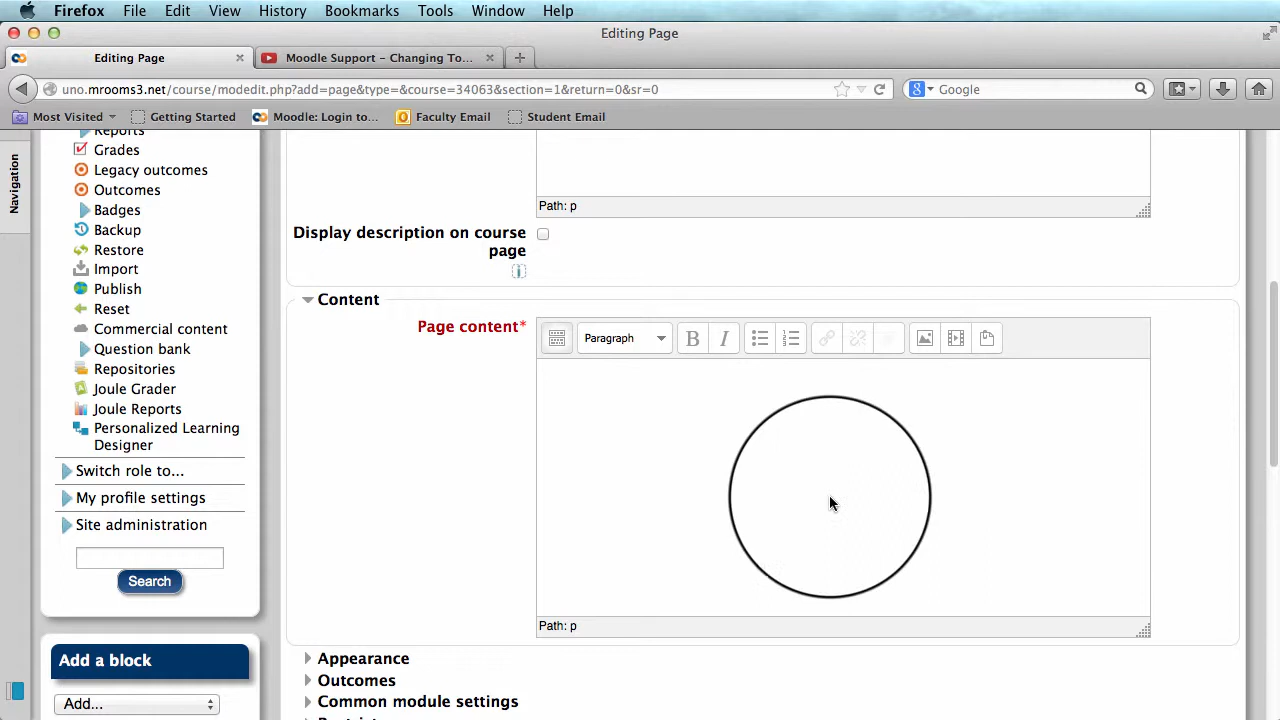 Firefox File Edit View History Bookmarks Tools Window Help
Editing Page
Editing Page
Moodle Support - Changing To...
uno.mrooms3.net/course/modedit.php?add=page&type=&course=34063&section=1&return=0&sr=0
Google
Most Visited Getting Started Moodle: Login to... Faculty Email Student Email
Navigation
Reports
Grades
Legacy outcomes
Outcomes
Badges
Backup
Restore
Import
Publish
Reset
Commercial content
Question bank
Repositories
Joule Grader
Joule Reports
Personalized Learning
Designer
Switch role to...
My profile settings
Site administration
Search
Add a block
Add...
Path: p
Display description on course
page
Content
Page content*
Paragraph B I
Path: p
Appearance
Outcomes
Common module settings